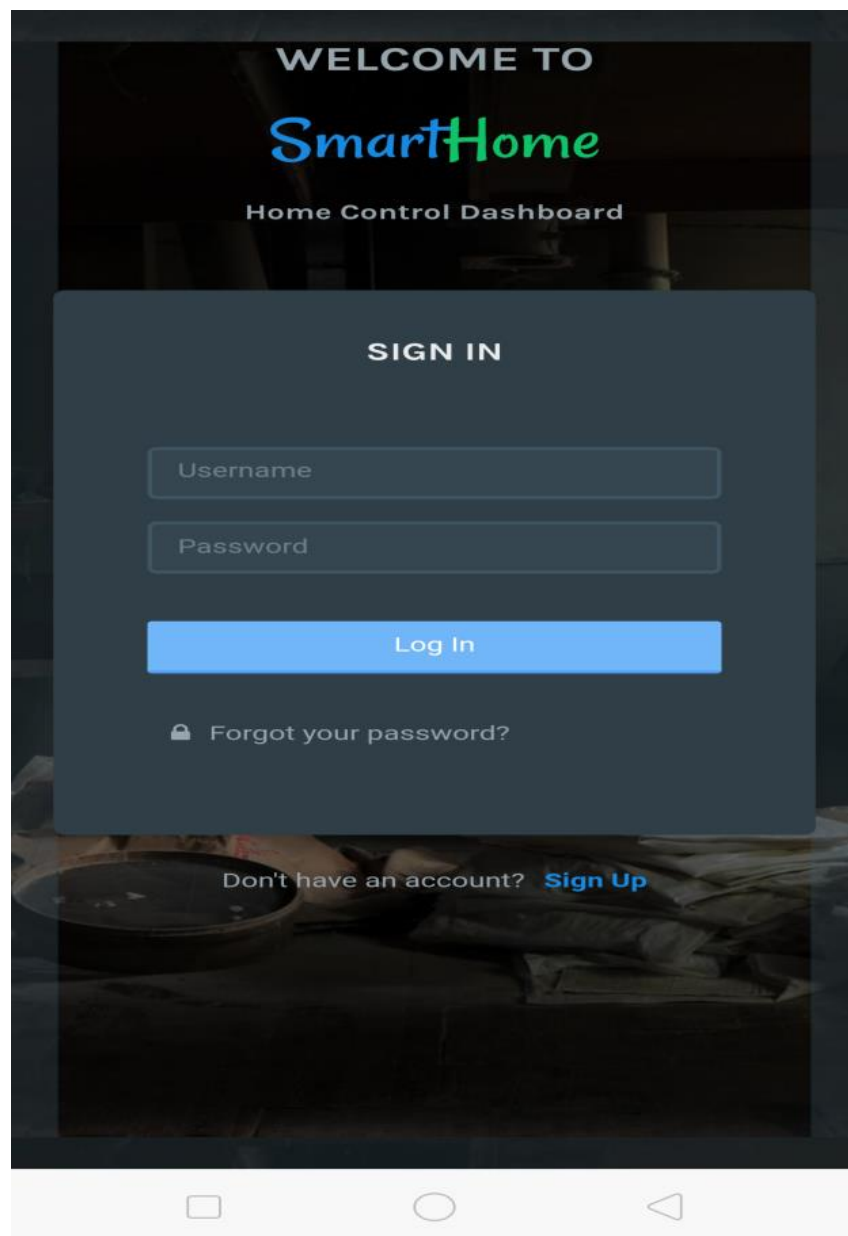 WELCOME TO
SmartHome
Home Control Dashboard
SIGN IN
Username
Password
Log In
Forgot your password?
Don't have an account? Sign Up